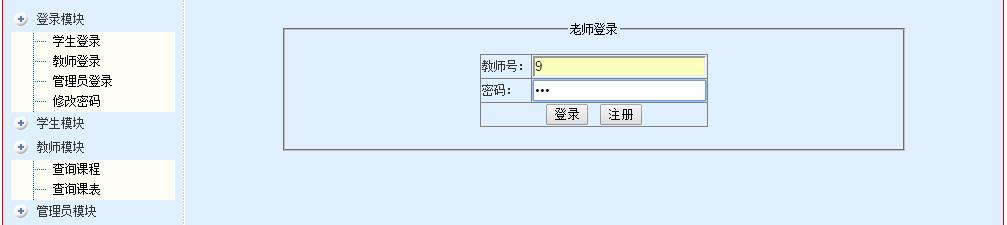 登录模块
学生登录
教师登录
管理员登录
修改密码
学生模块
教师模块
查询课程
查询课表
管理员模块
老师登录
教师号： 9
密码： •••
登录 注册